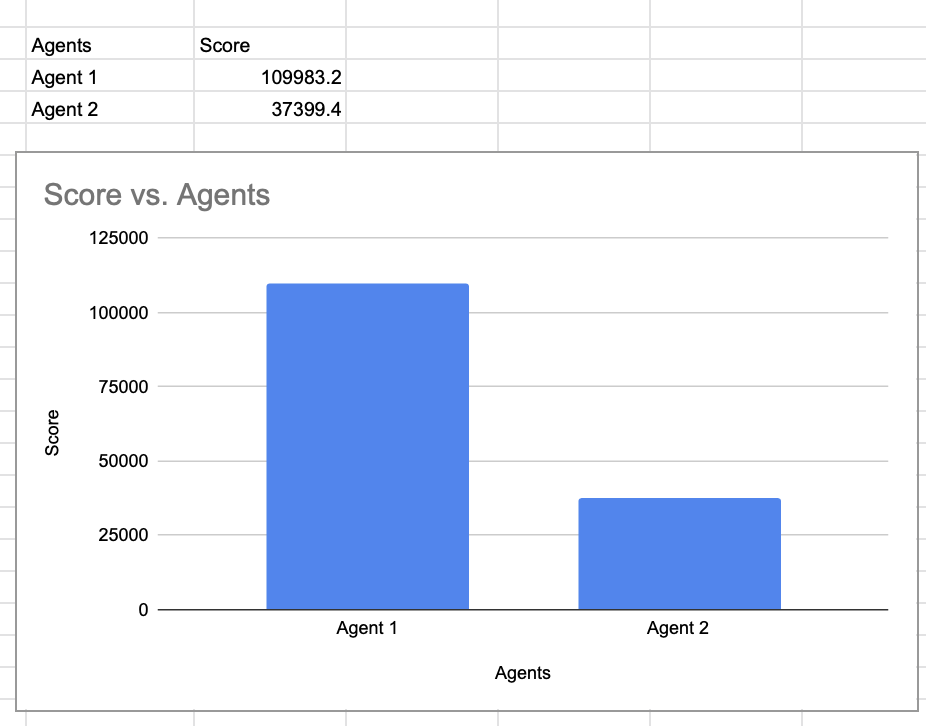 Agents Score
Agent 1 109983.2
Agent 2 37399.4
Score vs. Agents
125000
100000
75000
50000
25000
0
Score
Agent 1 Agent 2
Agents